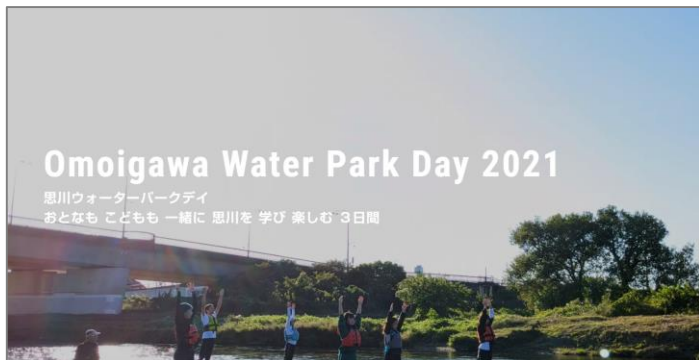 Omoigawa Water Park Day 2021
思川ウォーターパークデイ
おとなも こどもも 一緒に 思川を 学び 楽しむ 3日間